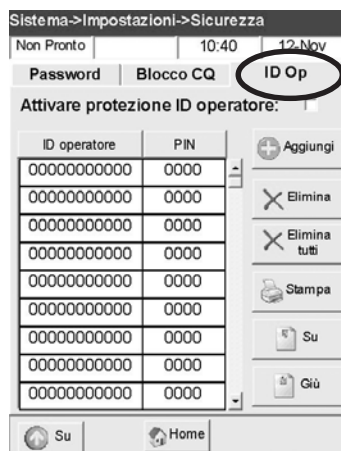 Sistema->Impostazioni->Sicurezza
Non Pronto 10:40 12-Nov
Password Blocco CQ ID Op
Attivare protezione ID operatore:
ID operatore PIN
00000000000 0000
00000000000 0000
00000000000 0000
00000000000 0000
00000000000 0000
00000000000 0000
00000000000 0000
00000000000 0000
00000000000 0000
Aggiungi
Elimina
Elimina
tutti
Stampa
Su
Giù
Su Home